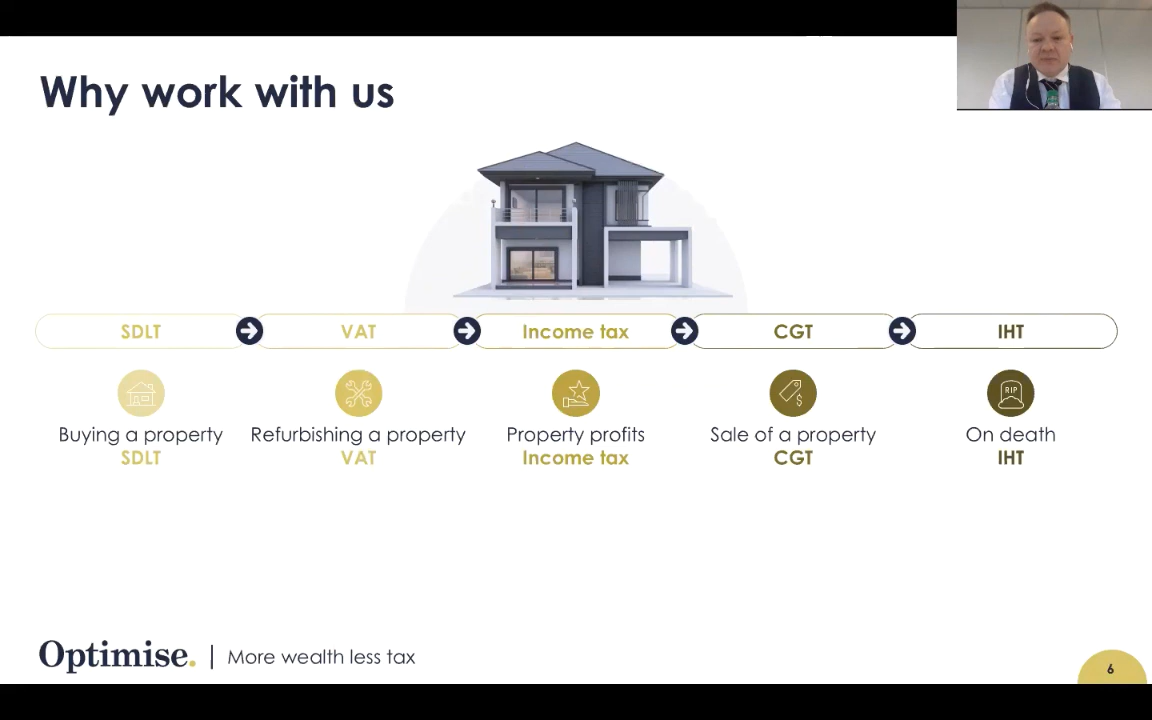 Why work with us
SDLT
VAT
Income tax
CGT
IHT
RIP
Buying a property
SDLT
Refurbishing a property
VAT
Property profits
Income tax
Sale of a property
CGT
On death
IHT
Optimise. | More wealth less tax
6